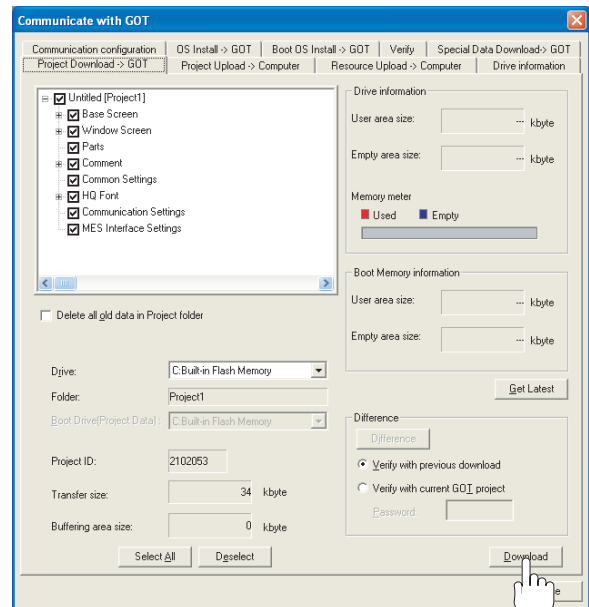 Communicate with GOT
Communication configuration OS Install -> GOT Boot OS Install -> GOT Verify Special Data Download-> GOT
Project Download -> GOT Project Upload -> Computer Resource Upload -> Computer Drive information
Untitled [Project1]
Base Screen
Window Screen
Parts
Comment
Common Settings
HQ Font
Communication Settings
MES Interface Settings
Delete all old data in Project folder
Drive: C:Built-in Flash Memory
Folder: Project1
Boot Drive(Project Data) : C:Built-in Flash Memory
Project ID: 2102053
Transfer size: 34 kbyte
Buffering area size: 0 kbyte
Select All Deselect
Drive information
User area size: --- kbyte
Empty area size: --- kbyte
Memory meter
Used Empty
Boot Memory information
User area size: --- kbyte
Empty area size: --- kbyte
Get Latest
Difference
Difference
Verify with previous download
Verify with current GOT project
Password:
Download